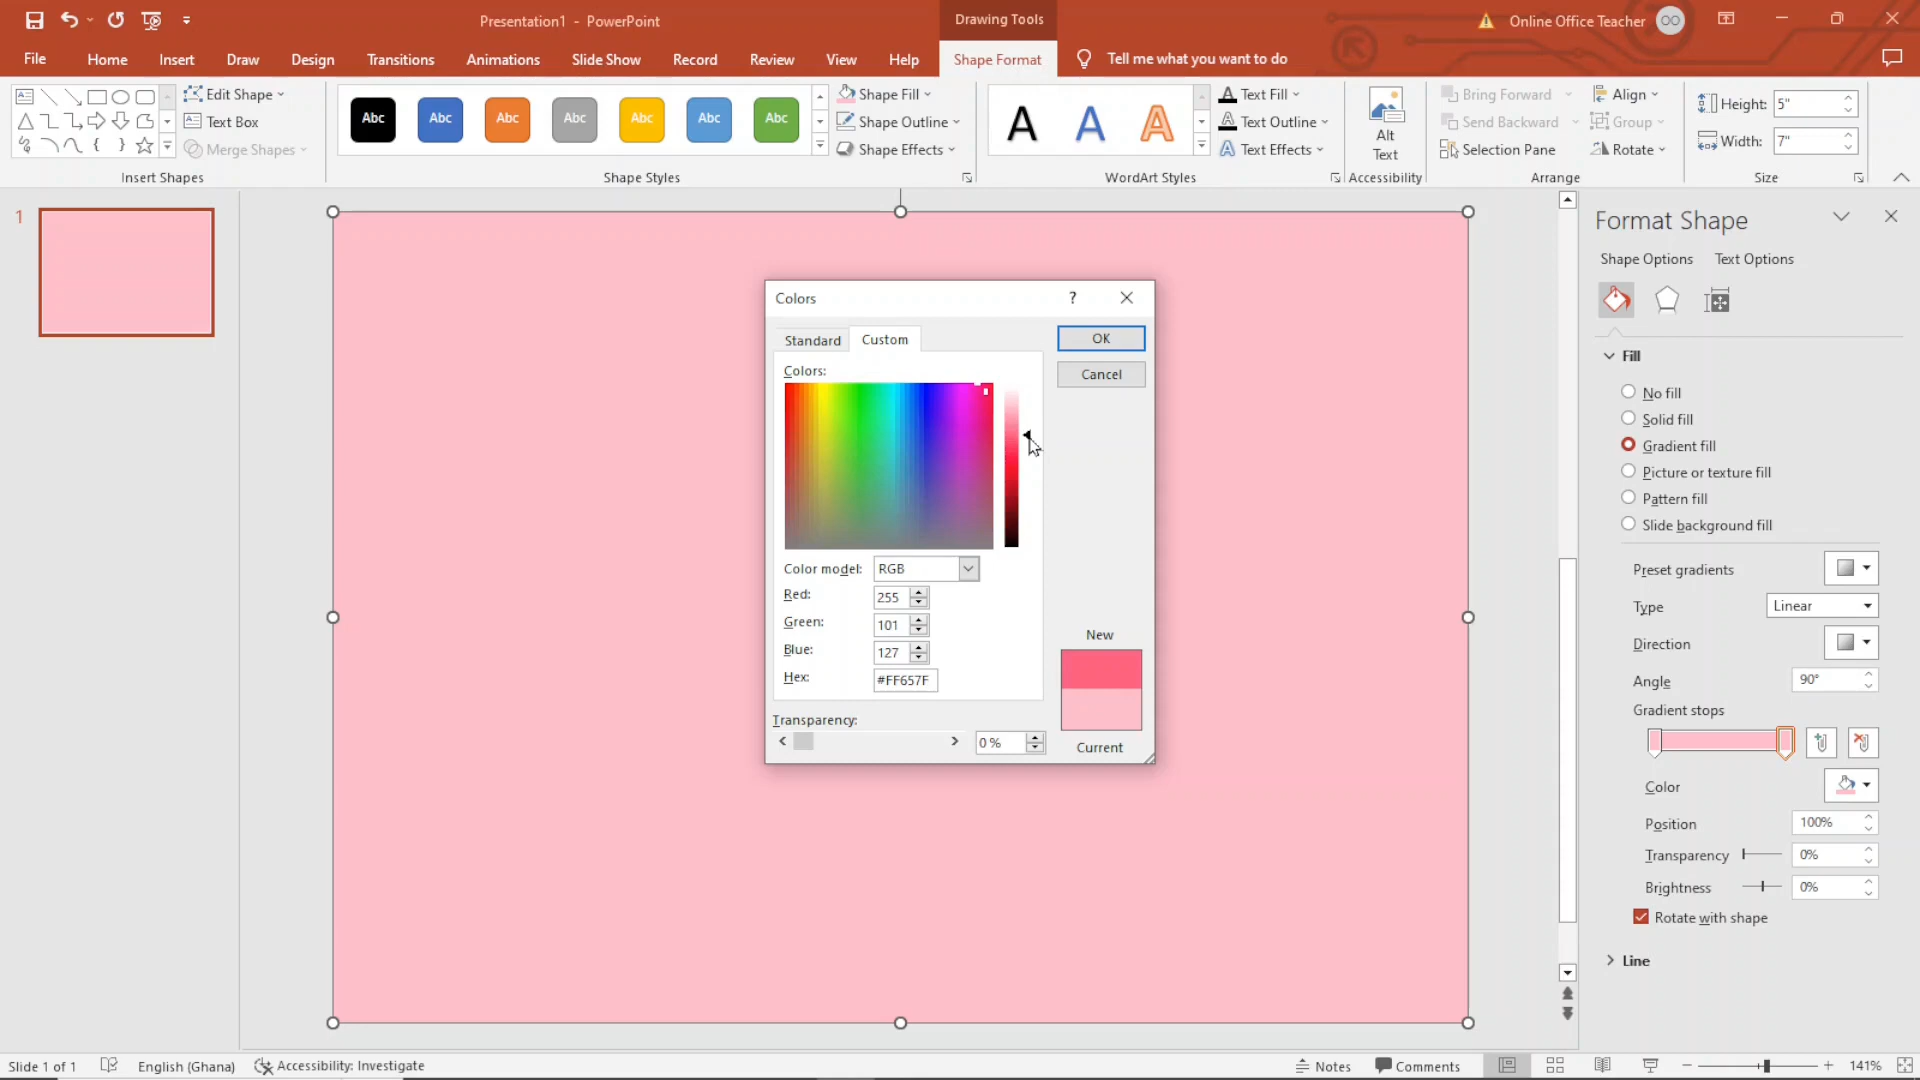 Presentation1 - PowerPoint
Drawing Tools
Online Office Teacher
OO
File
Home
Insert
Draw
Design
Transitions
Animations
Slide Show
Record
Review
View
Help
Shape Format
Tell me what you want to do
Edit Shape
Text Box
Merge Shapes
Insert Shapes
Abc
Abc
Abc
Abc
Abc
Abc
Abc
Shape Fill
Shape Outline
Shape Effects
Shape Styles
A
A
A
Text Fill
Text Outline
Text Effects
WordArt Styles
Alt
Text
Accessibility
Bring Forward
Send Backward
Selection Pane
Align
Group
Rotate
Arrange
Height: 5"
Width: 7"
Size
1
Colors
?
Standard
Custom
OK
Cancel
Colors:
Color model: RGB
Red: 255
Green: 101
Blue: 127
Hex: #FF657F
Transparency:
0 %
New
Current
Format Shape
Shape Options
Text Options
Fill
No fill
Solid fill
Gradient fill
Picture or texture fill
Pattern fill
Slide background fill
Preset gradients
Type Linear
Direction
Angle 90°
Gradient stops
Color
Position 100%
Transparency 0%
Brightness 0%
Rotate with shape
Line
Slide 1 of 1
English (Ghana)
Accessibility: Investigate
Notes
Comments
141%